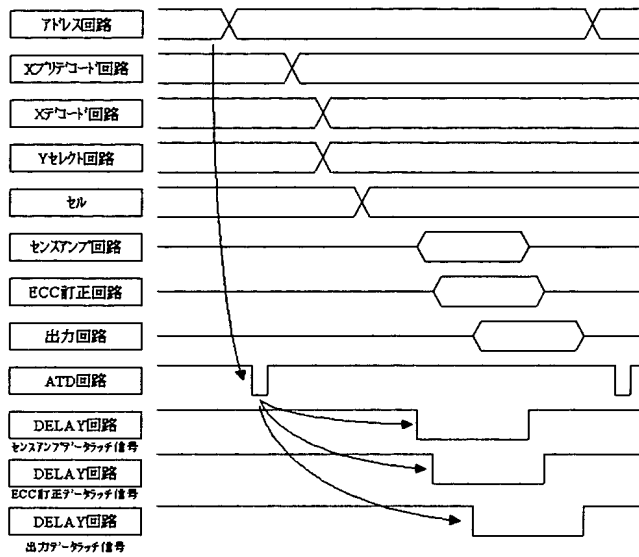 アドレス回路
Xプリデコード回路
Xデコード回路
Yセレクト回路
セル
センスアンプ回路
ECC訂正回路
出力回路
ATD回路
DELAY回路
センスアンプデータラッチ信号
DELAY回路
ECC訂正データラッチ信号
DELAY回路
出力データラッチ信号